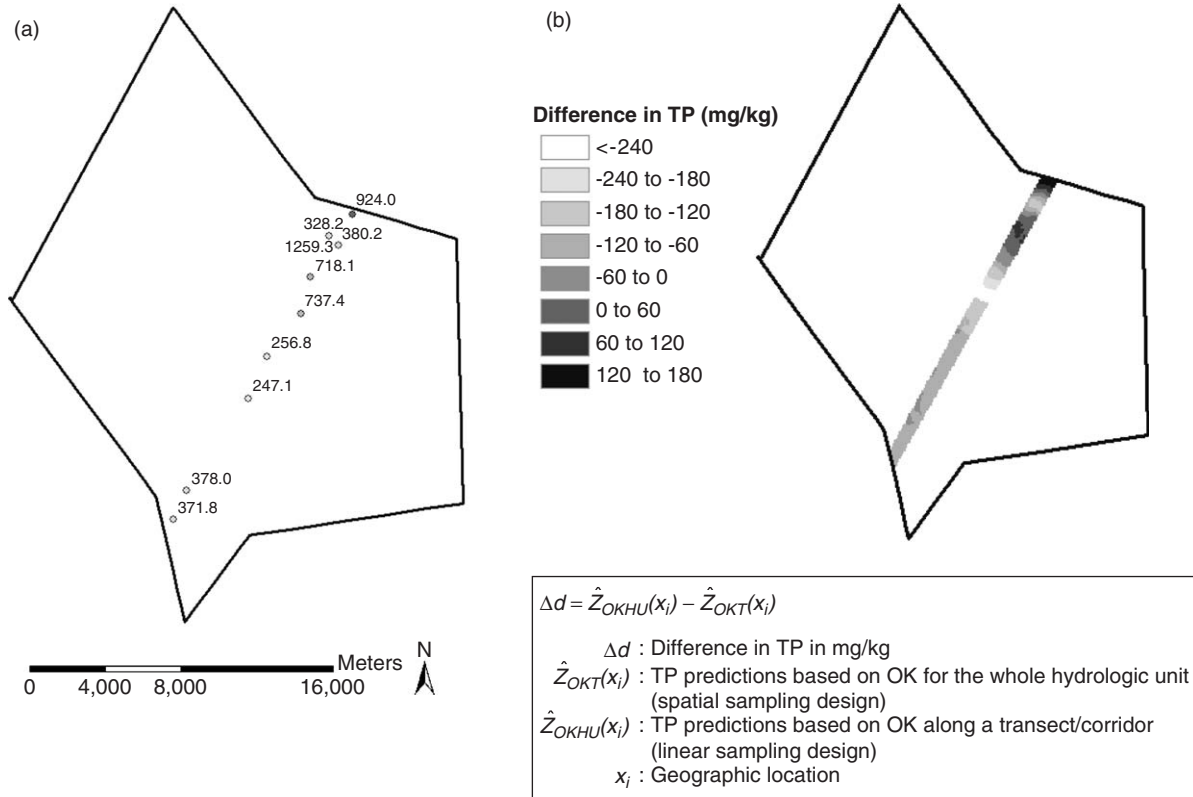 (a)
924.0
328.2
380.2
1259.3
718.1
737.4
256.8
247.1
378.0
371.8
Meters
0 4,000 8,000 16,000
N
(b)
Difference in TP (mg/kg)
<-240
-240 to -180
-180 to -120
-120 to -60
-60 to 0
0 to 60
60 to 120
120 to 180
Δd = Ẑ_OKHU(x_i) – Ẑ_OKT(x_i)
Δd : Difference in TP in mg/kg
Ẑ_OKT(x_i) : TP predictions based on OK for the whole hydrologic unit
(spatial sampling design)
Ẑ_OKHU(x_i) : TP predictions based on OK along a transect/corridor
(linear sampling design)
x_i : Geographic location